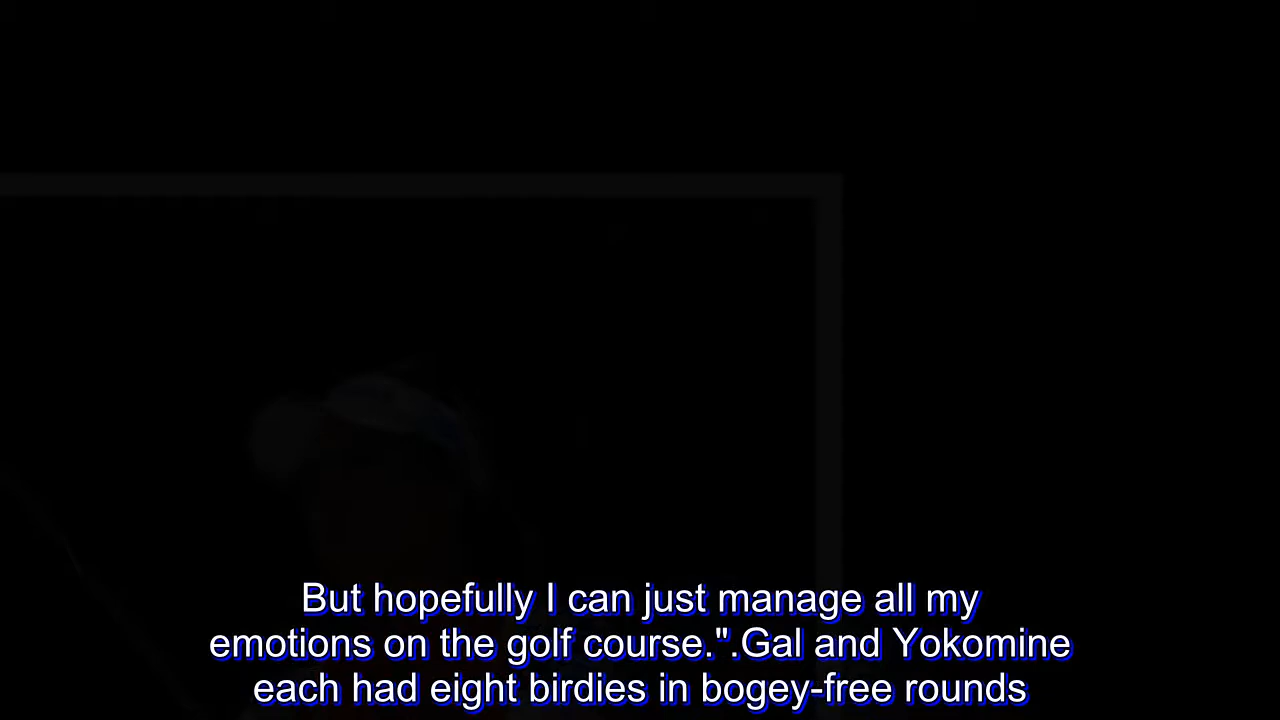 But hopefully I can just manage all my
emotions on the golf course.".Gal and Yokomine
each had eight birdies in bogey-free rounds